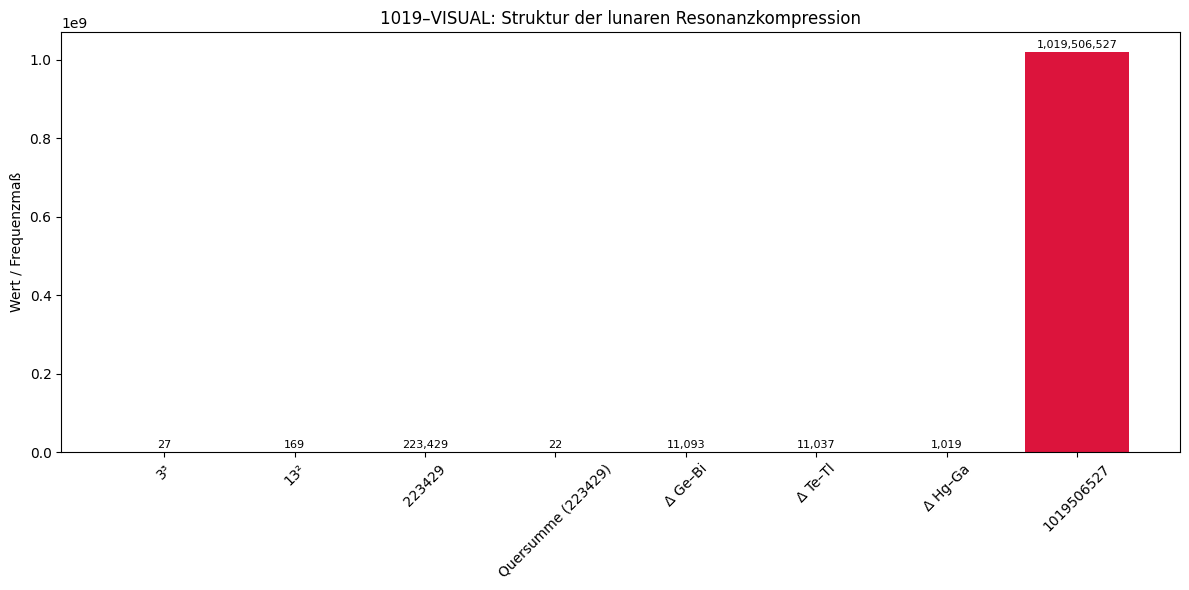 1019–VISUAL: Struktur der lunaren Resonanzkompression
1e9
Wert / Frequenzmaß
1.0
0.8
0.6
0.4
0.2
0.0
27
169
223,429
22
11,093
11,037
1,019
1,019,506,527
3³
13²
223429
Quersumme (223429)
Δ Ge–Bi
Δ Te–Tl
Δ Hg–Ga
1019506527